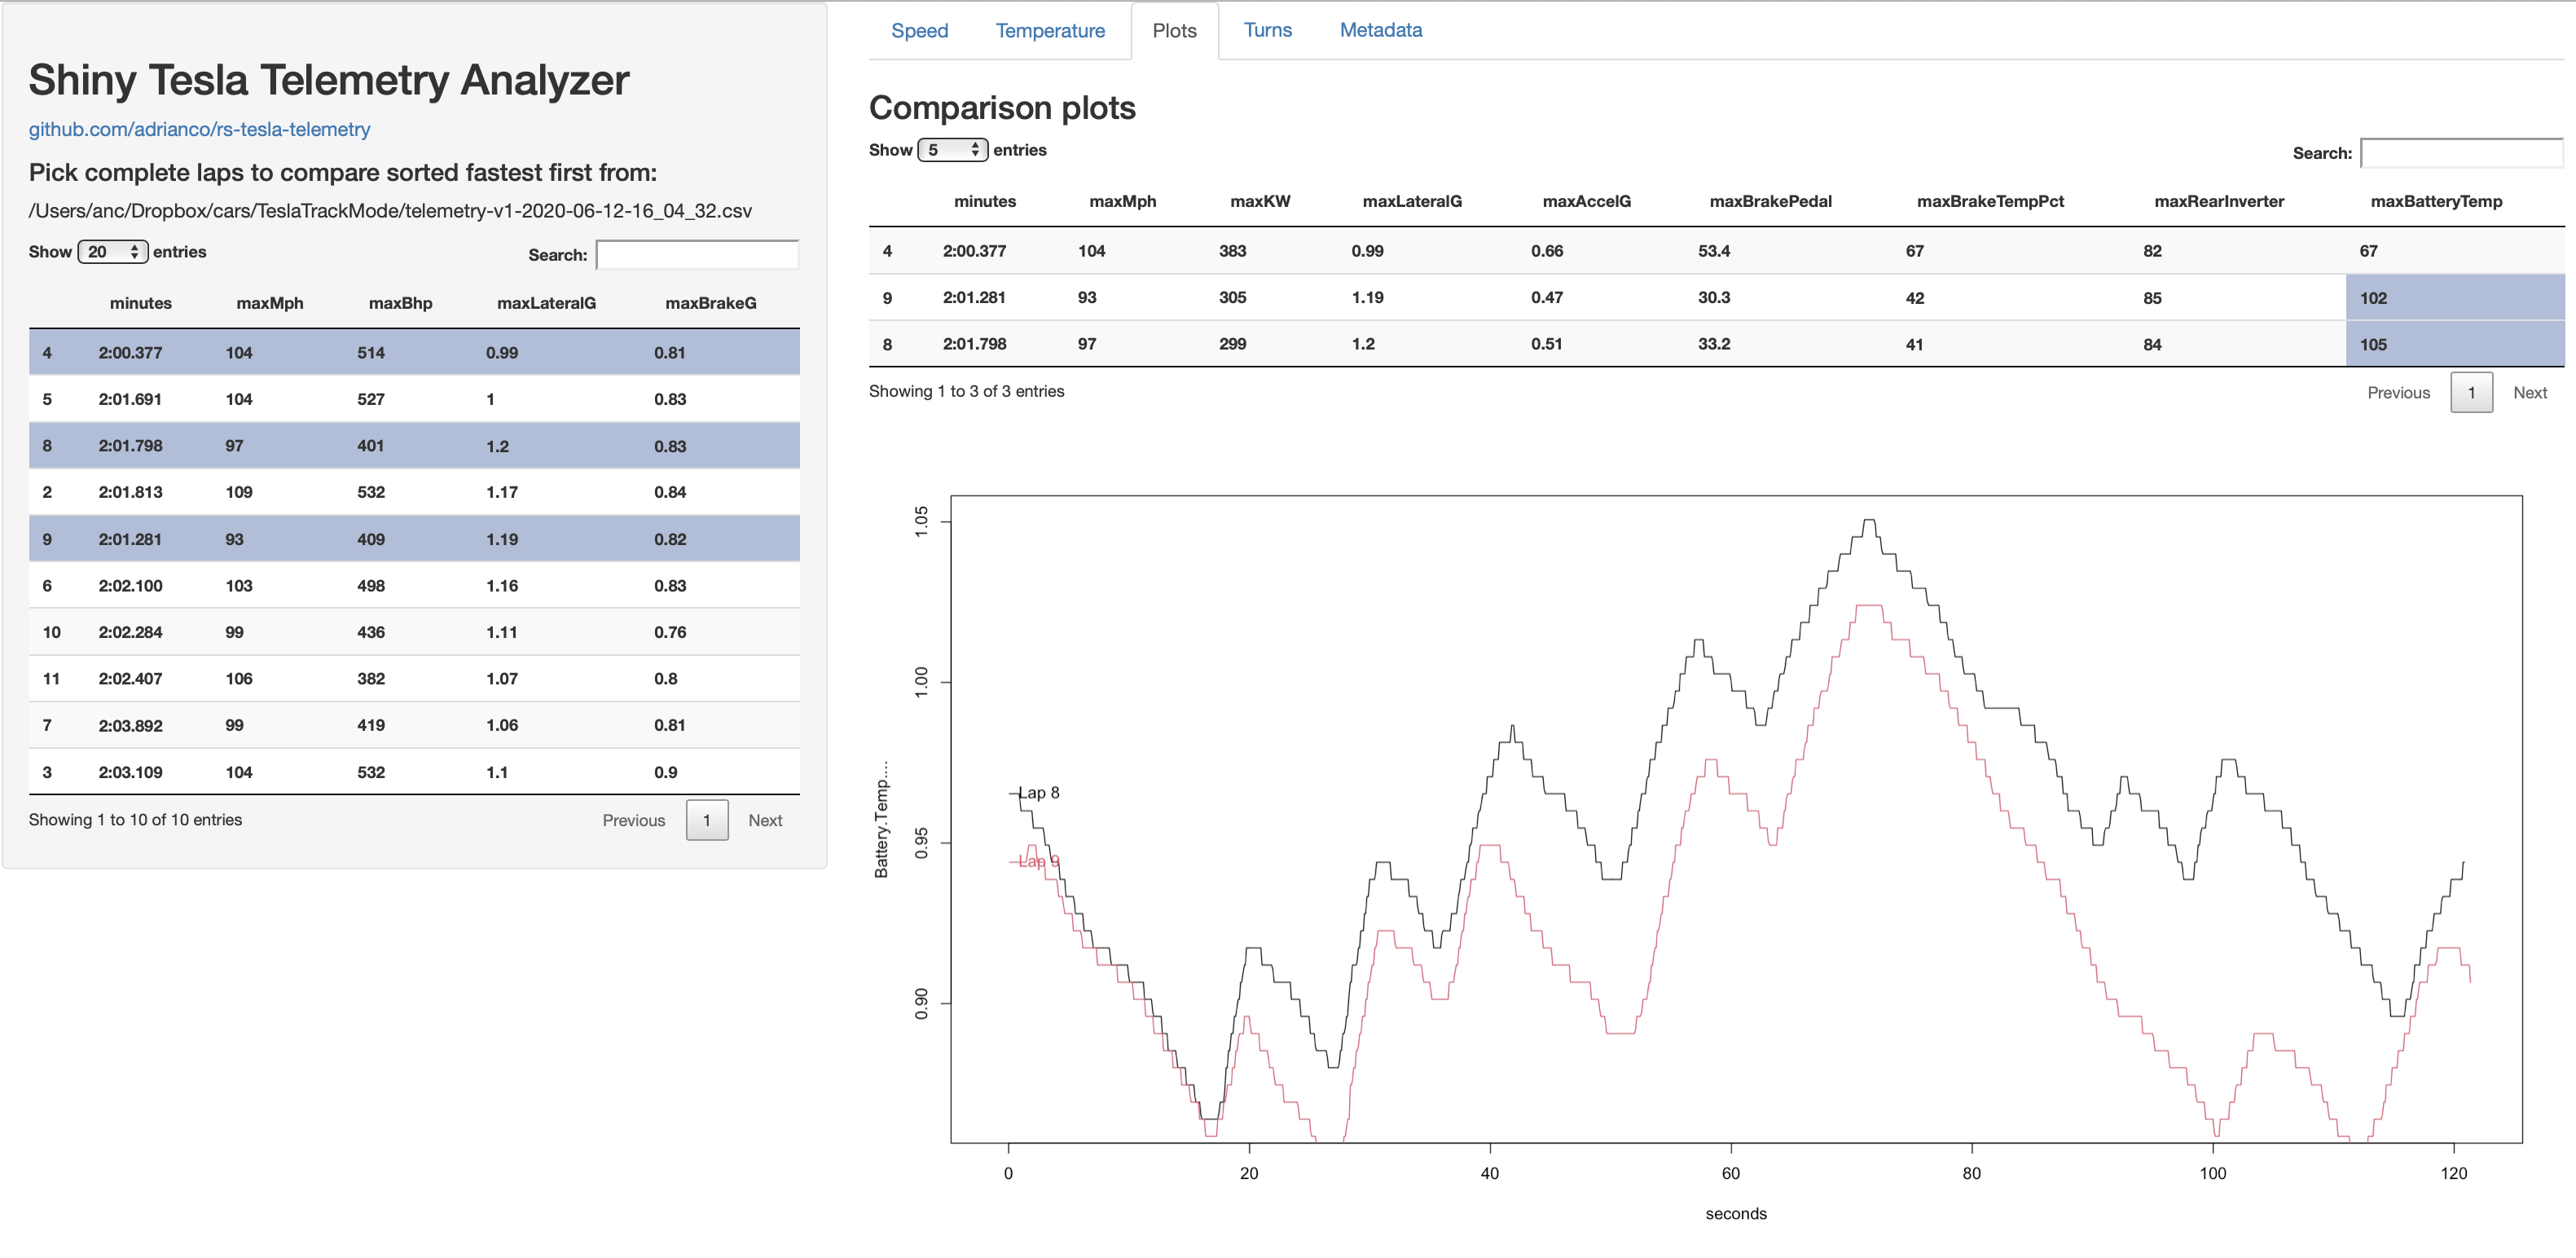 Shiny Tesla Telemetry Analyzer
github.com/adrianco/rs-tesla-telemetry
Pick complete laps to compare sorted fastest first from:
/Users/anc/Dropbox/cars/TeslaTrackMode/telemetry-v1-2020-06-12-16_04_32.csv
Show 20 entries Search:
minutes maxMph maxBhp maxLateralG maxBrakeG
4 2:00.377 104 514 0.99 0.81
5 2:01.691 104 527 1 0.83
8 2:01.798 97 401 1.2 0.83
2 2:01.813 109 532 1.17 0.84
9 2:01.281 93 409 1.19 0.82
6 2:02.100 103 498 1.16 0.83
10 2:02.284 99 436 1.11 0.76
11 2:02.407 106 382 1.07 0.8
7 2:03.892 99 419 1.06 0.81
3 2:03.109 104 532 1.1 0.9
Showing 1 to 10 of 10 entries Previous 1 Next
Speed Temperature Plots Turns Metadata
Comparison plots
Show 5 entries Search:
minutes maxMph maxKW maxLateralG maxAccelG maxBrakePedal maxBrakeTempPct maxRearInverter maxBatteryTemp
4 2:00.377 104 383 0.99 0.66 53.4 67 82 67
9 2:01.281 93 305 1.19 0.47 30.3 42 85 102
8 2:01.798 97 299 1.2 0.51 33.2 41 84 105
Showing 1 to 3 of 3 entries Previous 1 Next
1.05
1.00
0.95
0.90
Battery.Temp....
Lap 8
Lap 9
0 20 40 60 80 100 120
seconds